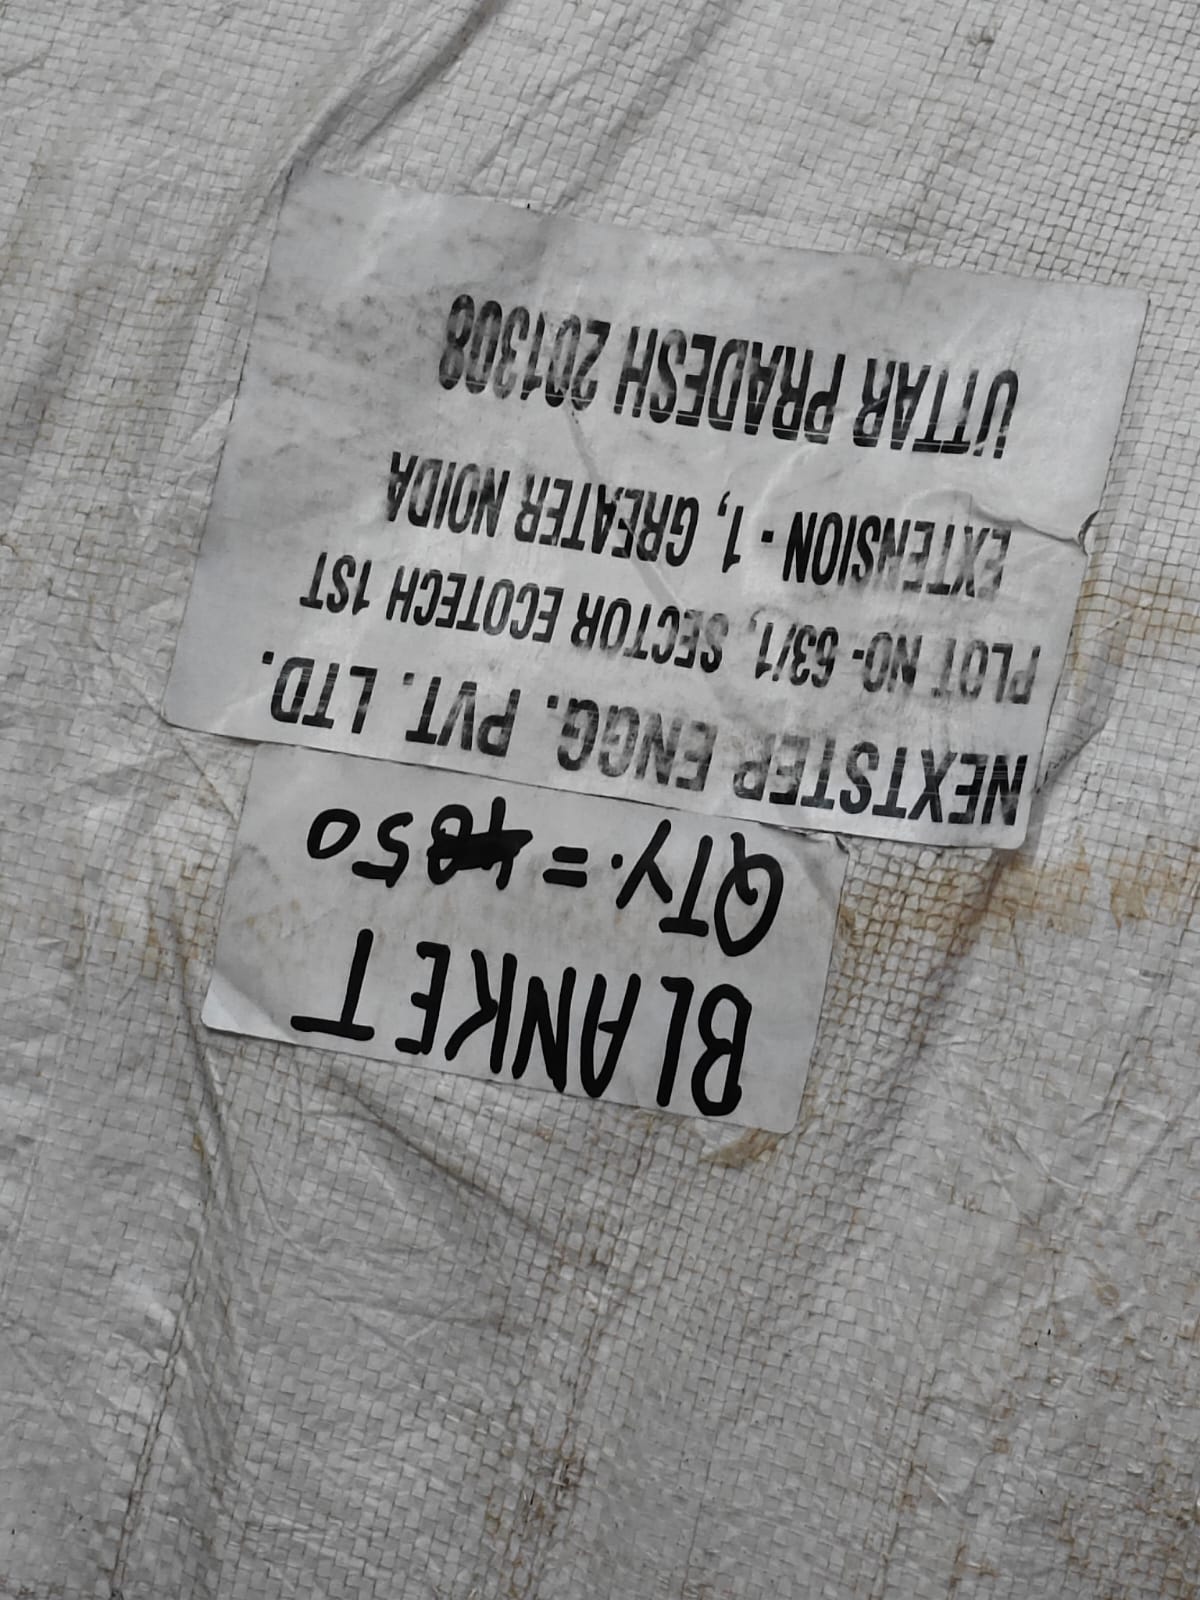 BLANKET
QTY. = 50
NEXTSTEP ENGG. PVT. LTD.
PLOT NO- 63/1, SECTOR ECOTECH 1ST
EXTENSION - 1, GREATER NOIDA
UTTAR PRADESH 201308